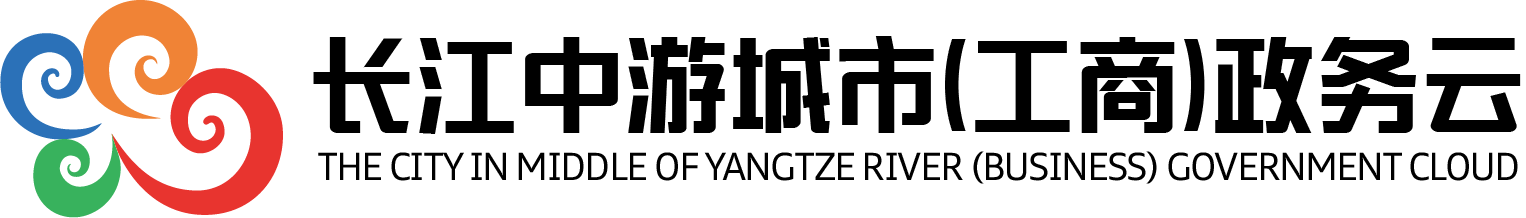 长江中游城市(工商)政务云
THE CITY IN MIDDLE OF YANGTZE RIVER (BUSINESS) GOVERNMENT CLOUD